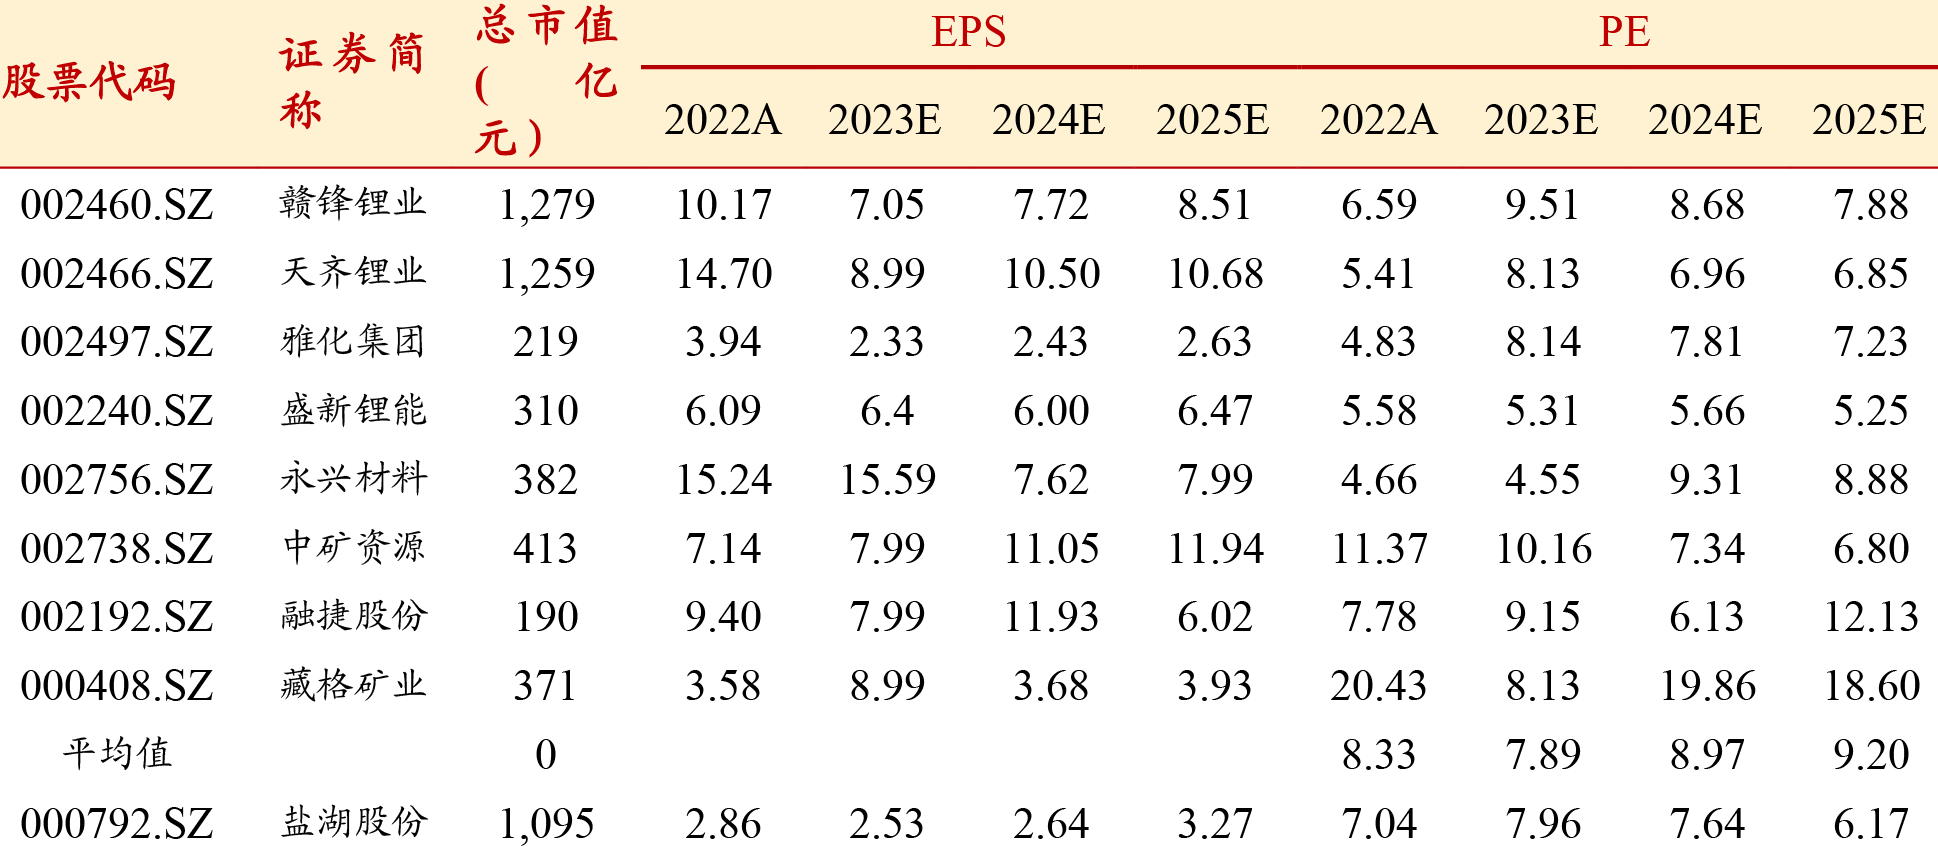 股票代码 证券简称 总市值(亿元) EPS PE
2022A 2023E 2024E 2025E 2022A 2023E 2024E 2025E
002460.SZ 赣锋锂业 1,279 10.17 7.05 7.72 8.51 6.59 9.51 8.68 7.88
002466.SZ 天齐锂业 1,259 14.70 8.99 10.50 10.68 5.41 8.13 6.96 6.85
002497.SZ 雅化集团 219 3.94 2.33 2.43 2.63 4.83 8.14 7.81 7.23
002240.SZ 盛新锂能 310 6.09 6.4 6.00 6.47 5.58 5.31 5.66 5.25
002756.SZ 永兴材料 382 15.24 15.59 7.62 7.99 4.66 4.55 9.31 8.88
002738.SZ 中矿资源 413 7.14 7.99 11.05 11.94 11.37 10.16 7.34 6.80
002192.SZ 融捷股份 190 9.40 7.99 11.93 6.02 7.78 9.15 6.13 12.13
000408.SZ 藏格矿业 371 3.58 8.99 3.68 3.93 20.43 8.13 19.86 18.60
平均值 0 8.33 7.89 8.97 9.20
000792.SZ 盐湖股份 1,095 2.86 2.53 2.64 3.27 7.04 7.96 7.64 6.17